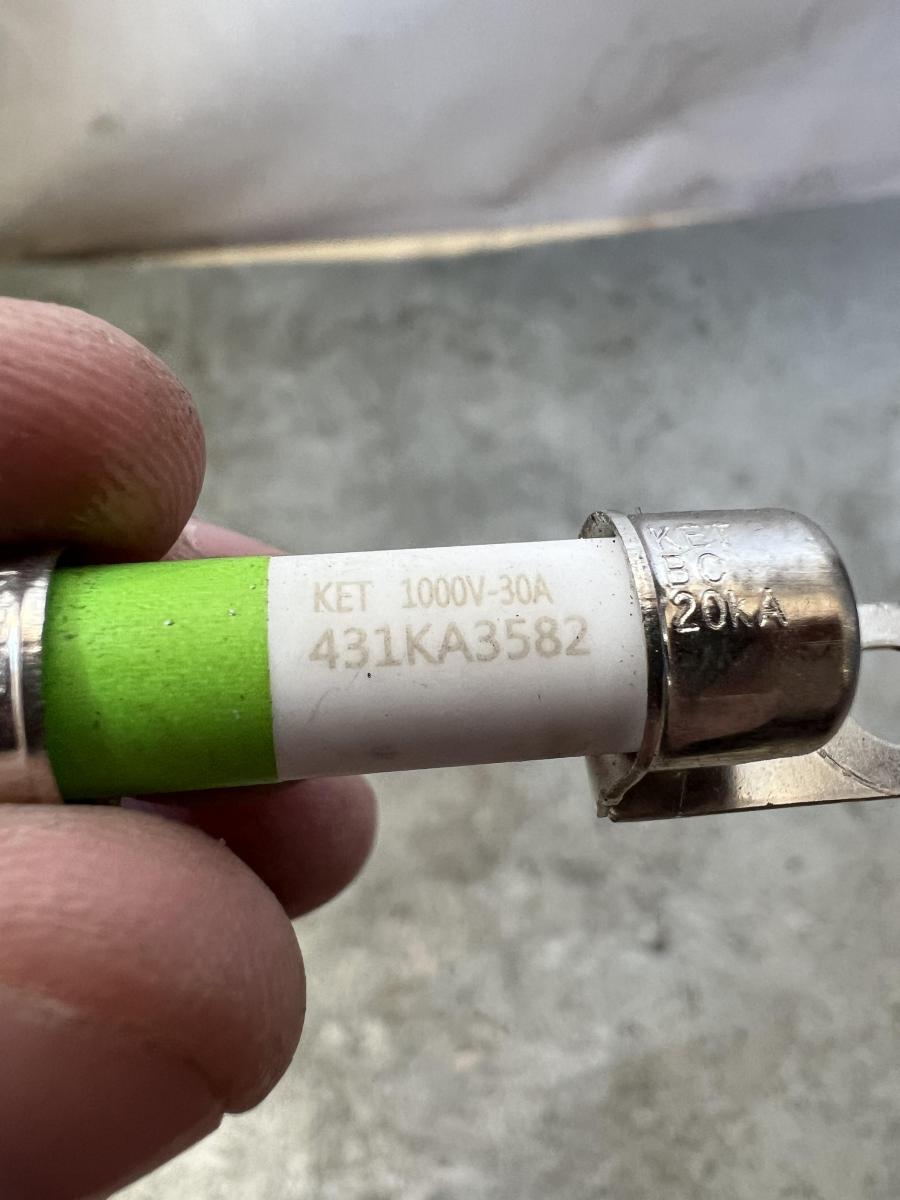 KET 1000V-30A
431KA3582
KET
BC
20kA